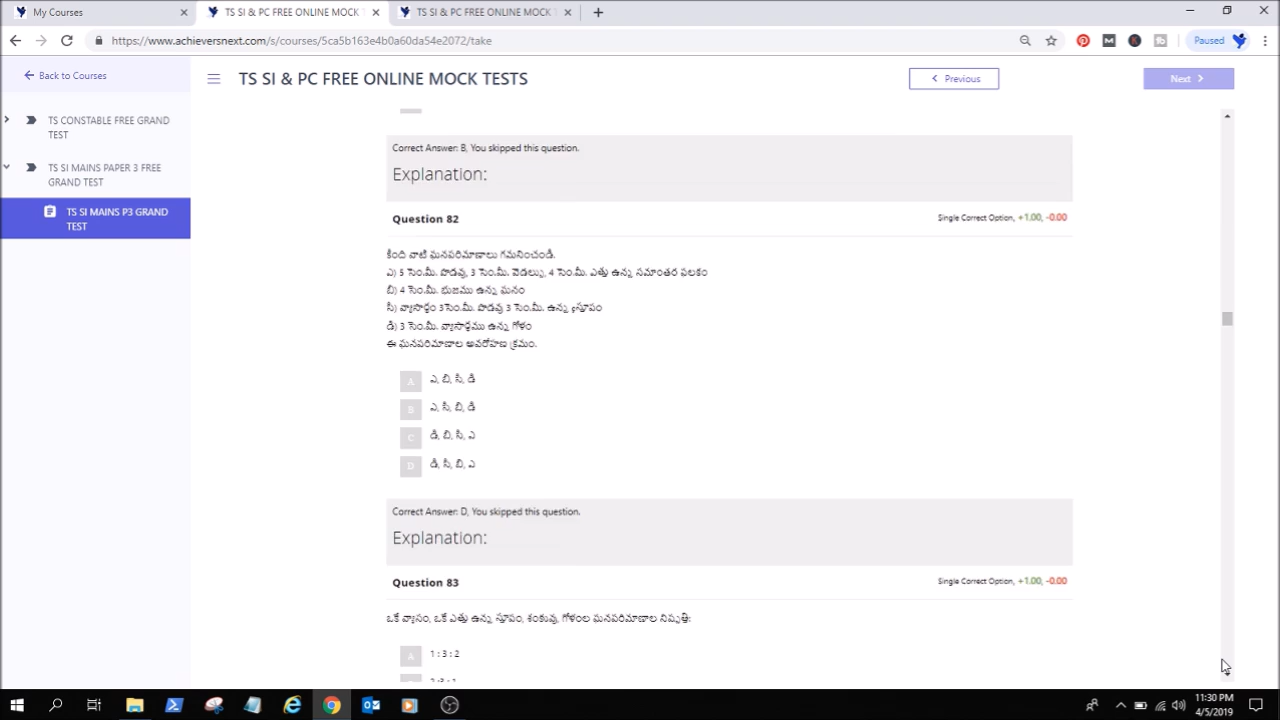 My Courses
TS SI & PC FREE ONLINE MOCK
TS SI & PC FREE ONLINE MOCK TESTS
https://www.achieversnext.com/s/courses/5ca5b163e4b0a60da54e2072/take
Paused
Back to Courses
TS SI & PC FREE ONLINE MOCK TESTS
Previous
Next
TS CONSTABLE FREE GRAND
TEST
TS SI MAINS PAPER 3 FREE
GRAND TEST
TS SI MAINS P3 GRAND
TEST
Correct Answer: B, You skipped this question.
Explanation:
Question 82
Single Correct Option, +1.00, -0.00
కింది వాటి ఘనపరిమాణాలు గమనించండి.
ఎ) 5 సెం.మీ. పొడవు, 3 సెం.మీ. వెడల్పు, 4 సెం.మీ. ఎత్తు ఉన్న సమాంతర ఫలకం
బి) 4 సెం.మీ. భుజము ఉన్న ఘనం
సి) వ్యాసార్ధం 3సెం.మీ. పొడవు 3 సెం.మీ. ఉన్న
డి) 3 సెం.మీ. వ్యాసార్ధము ఉన్న గోళం
ఈ ఘనపరిమాణాల అవరోహణ క్రమం.
A ఎ, బి, సి, డి
B ఎ, సి, బి, డి
C డి, బి, సి, ఎ
D డి, సి, బి, ఎ
Correct Answer: D, You skipped this question.
Explanation:
Question 83
Single Correct Option, +1.00, -0.00
ఒకే వ్యాసం, ఒకే ఎత్తు ఉన్న స్తూపం, శంకువు, గోళంల ఘనపరిమాణాల నిష్పత్తి:
A 1 : 3 : 2
11:30 PM
4/5/2019